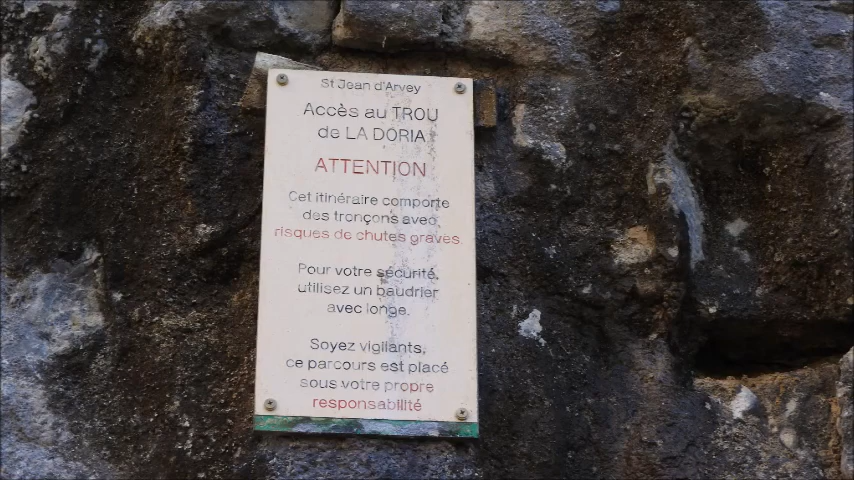 St Jean d'Arvey
Accès au TROU
de LA DORIA
ATTENTION
Cet itinéraire comporte
des tronçons avec
risques de chutes graves.
Pour votre sécurité,
utilisez un baudrier
avec longe.
Soyez vigilants,
ce parcours est placé
sous votre propre
responsabilité